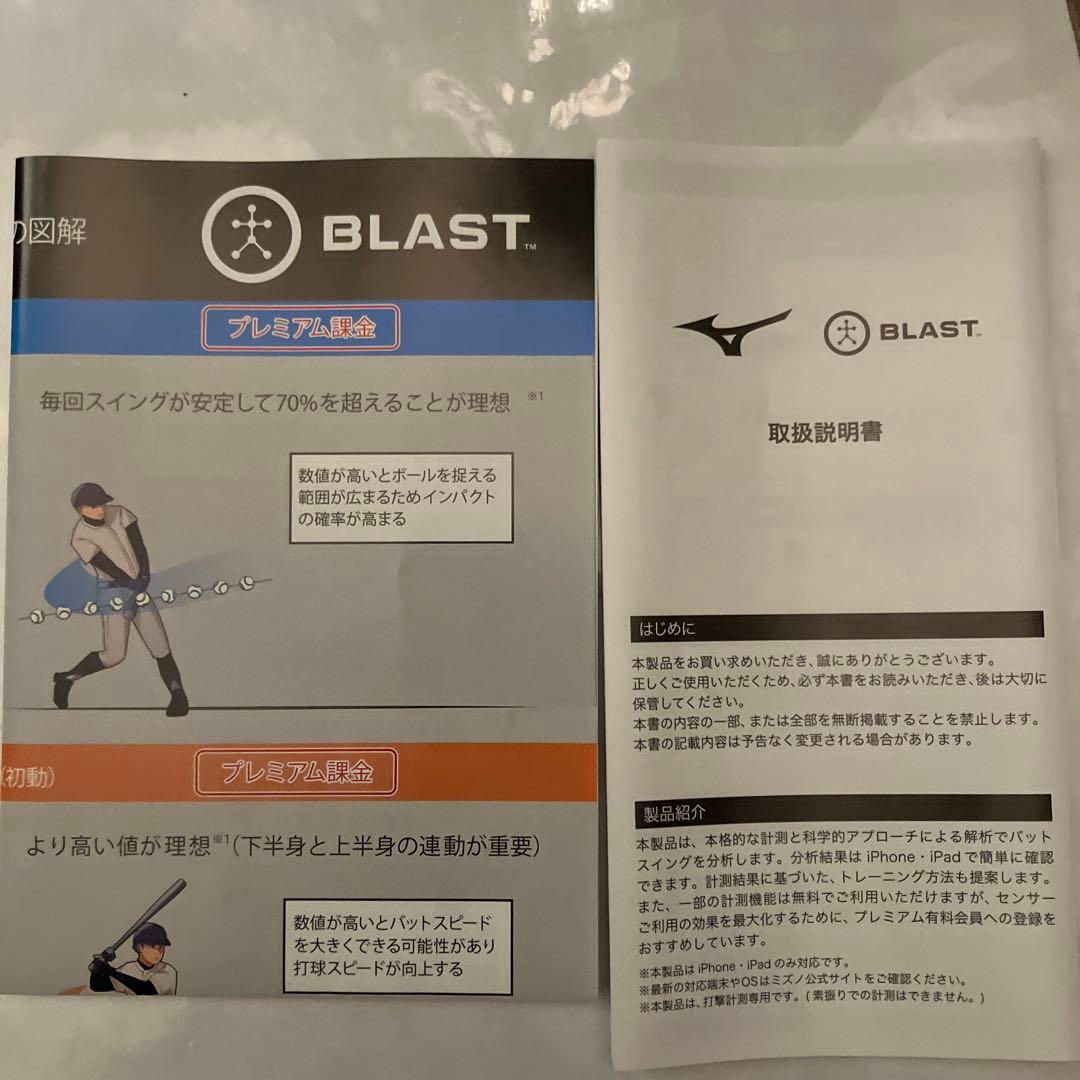 の図解
BLAST™
プレミアム課金
毎回スイングが安定して70%を超えることが理想 ※1
数値が高いとボールを捉える
範囲が広まるためインパクト
の確率が高まる
(初動)
プレミアム課金
より高い値が理想※1(下半身と上半身の連動が重要)
数値が高いとバットスピード
を大きくできる可能性があり
打球スピードが向上する
BLAST™
取扱説明書
はじめに
本製品をお買い求めいただき、誠にありがとうございます。
正しくご使用いただくため、必ず本書をお読みいただき、後は大切に
保管してください。
本書の内容の一部、または全部を無断掲載することを禁止します。
本書の記載内容は予告なく変更される場合があります。
製品紹介
本製品は、本格的な計測と科学的アプローチによる解析でバット
スイングを分析します。分析結果は iPhone・iPad で簡単に確認
できます。計測結果に基づいた、トレーニング方法も提案します。
また、一部の計測機能は無料でご利用いただけますが、センサー
ご利用の効果を最大化するために、プレミアム有料会員への登録を
おすすめしています。
※本製品は iPhone・iPad のみ対応です。
※最新の対応端末やOSはミズノ公式サイトをご確認ください。
※本製品は、打撃計測専用です。(素振りでの計測はできません。)